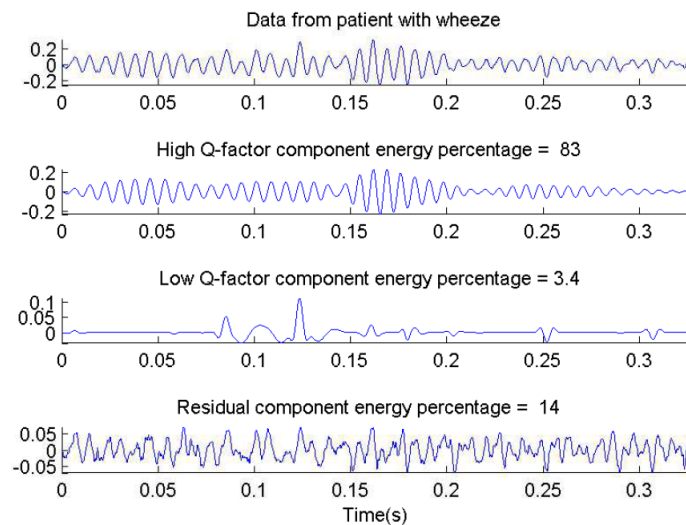 Data from patient with wheeze
0.2
0
-0.2
0 0.05 0.1 0.15 0.2 0.25 0.3
High Q-factor component energy percentage = 83
0.2
0
-0.2
0 0.05 0.1 0.15 0.2 0.25 0.3
Low Q-factor component energy percentage = 3.4
0.1
0.05
0
0 0.05 0.1 0.15 0.2 0.25 0.3
Residual component energy percentage = 14
0.05
0
-0.05
0 0.05 0.1 0.15 0.2 0.25 0.3
Time(s)